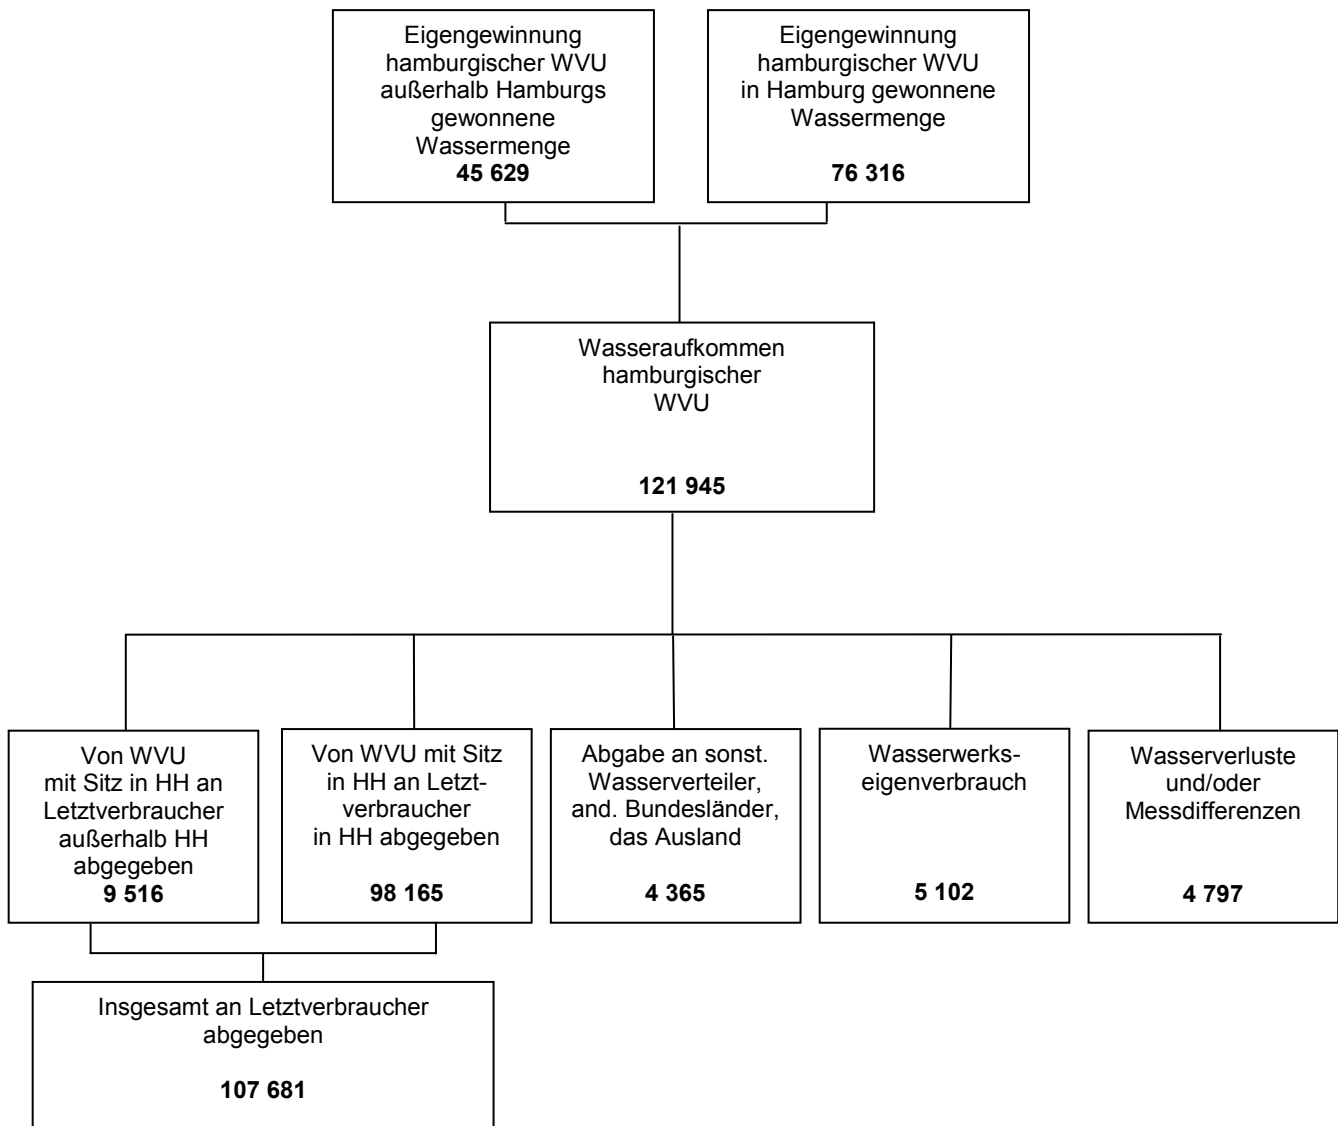 Eigengewinnung
hamburgischer WVU
außerhalb Hamburgs
gewonnene
Wassermenge
45 629
Eigengewinnung
hamburgischer WVU
in Hamburg gewonnene
Wassermenge
76 316
Wasseraufkommen
hamburgischer
WVU
121 945
Von WVU
mit Sitz in HH an
Letztverbraucher
außerhalb HH
abgegeben
9 516
Von WVU mit Sitz
in HH an Letzt-
verbraucher
in HH abgegeben
98 165
Abgabe an sonst.
Wasserverteiler,
and. Bundesländer,
das Ausland
4 365
Wasserwerks-
eigenverbrauch
5 102
Wasserverluste
und/oder
Messdifferenzen
4 797
Insgesamt an Letztverbraucher
abgegeben
107 681